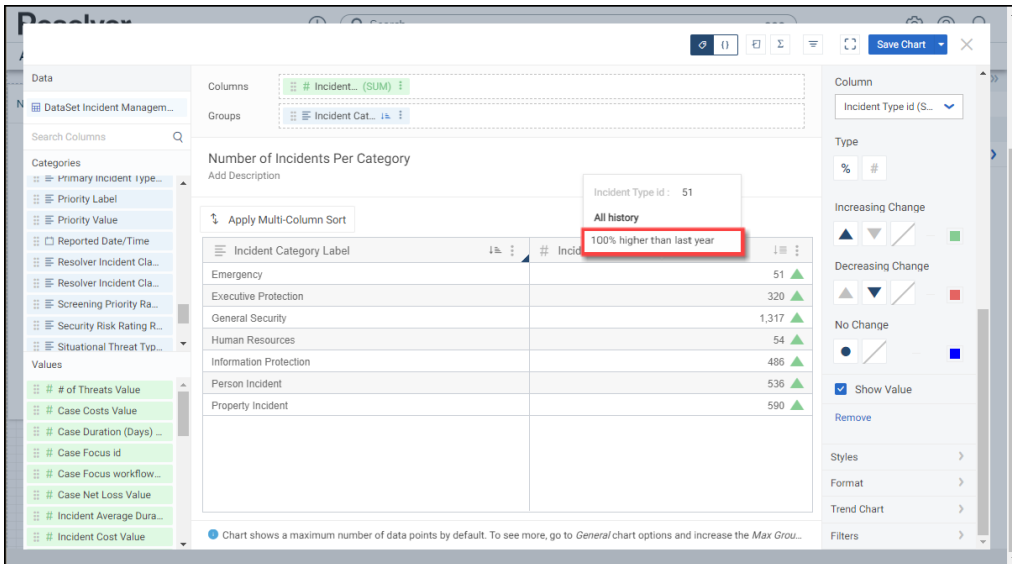 Resolver
Search
Save Chart
Data
DataSet Incident Managem...
Search Columns
Categories
Primary Incident Type...
Priority Label
Priority Value
Reported Date/Time
Resolver Incident Cla...
Resolver Incident Cla...
Screening Priority Ra...
Security Risk Rating R...
Situational Threat Typ...
Values
# # of Threats Value
# Case Costs Value
# Case Duration (Days) ...
# Case Focus id
# Case Focus workflow...
# Case Net Loss Value
# Incident Average Dura...
# Incident Cost Value
Columns # Incident... (SUM)
Groups Incident Cat...
Number of Incidents Per Category
Add Description
Incident Type id : 51
All history
100% higher than last year
Apply Multi-Column Sort
Incident Category Label # Incid
Emergency 51
Executive Protection 320
General Security 1,317
Human Resources 54
Information Protection 486
Person Incident 536
Property Incident 590
Chart shows a maximum number of data points by default. To see more, go to General chart options and increase the Max Grou...
Column
Incident Type id (S...
Type
% #
Increasing Change
Decreasing Change
No Change
Show Value
Remove
Styles
Format
Trend Chart
Filters